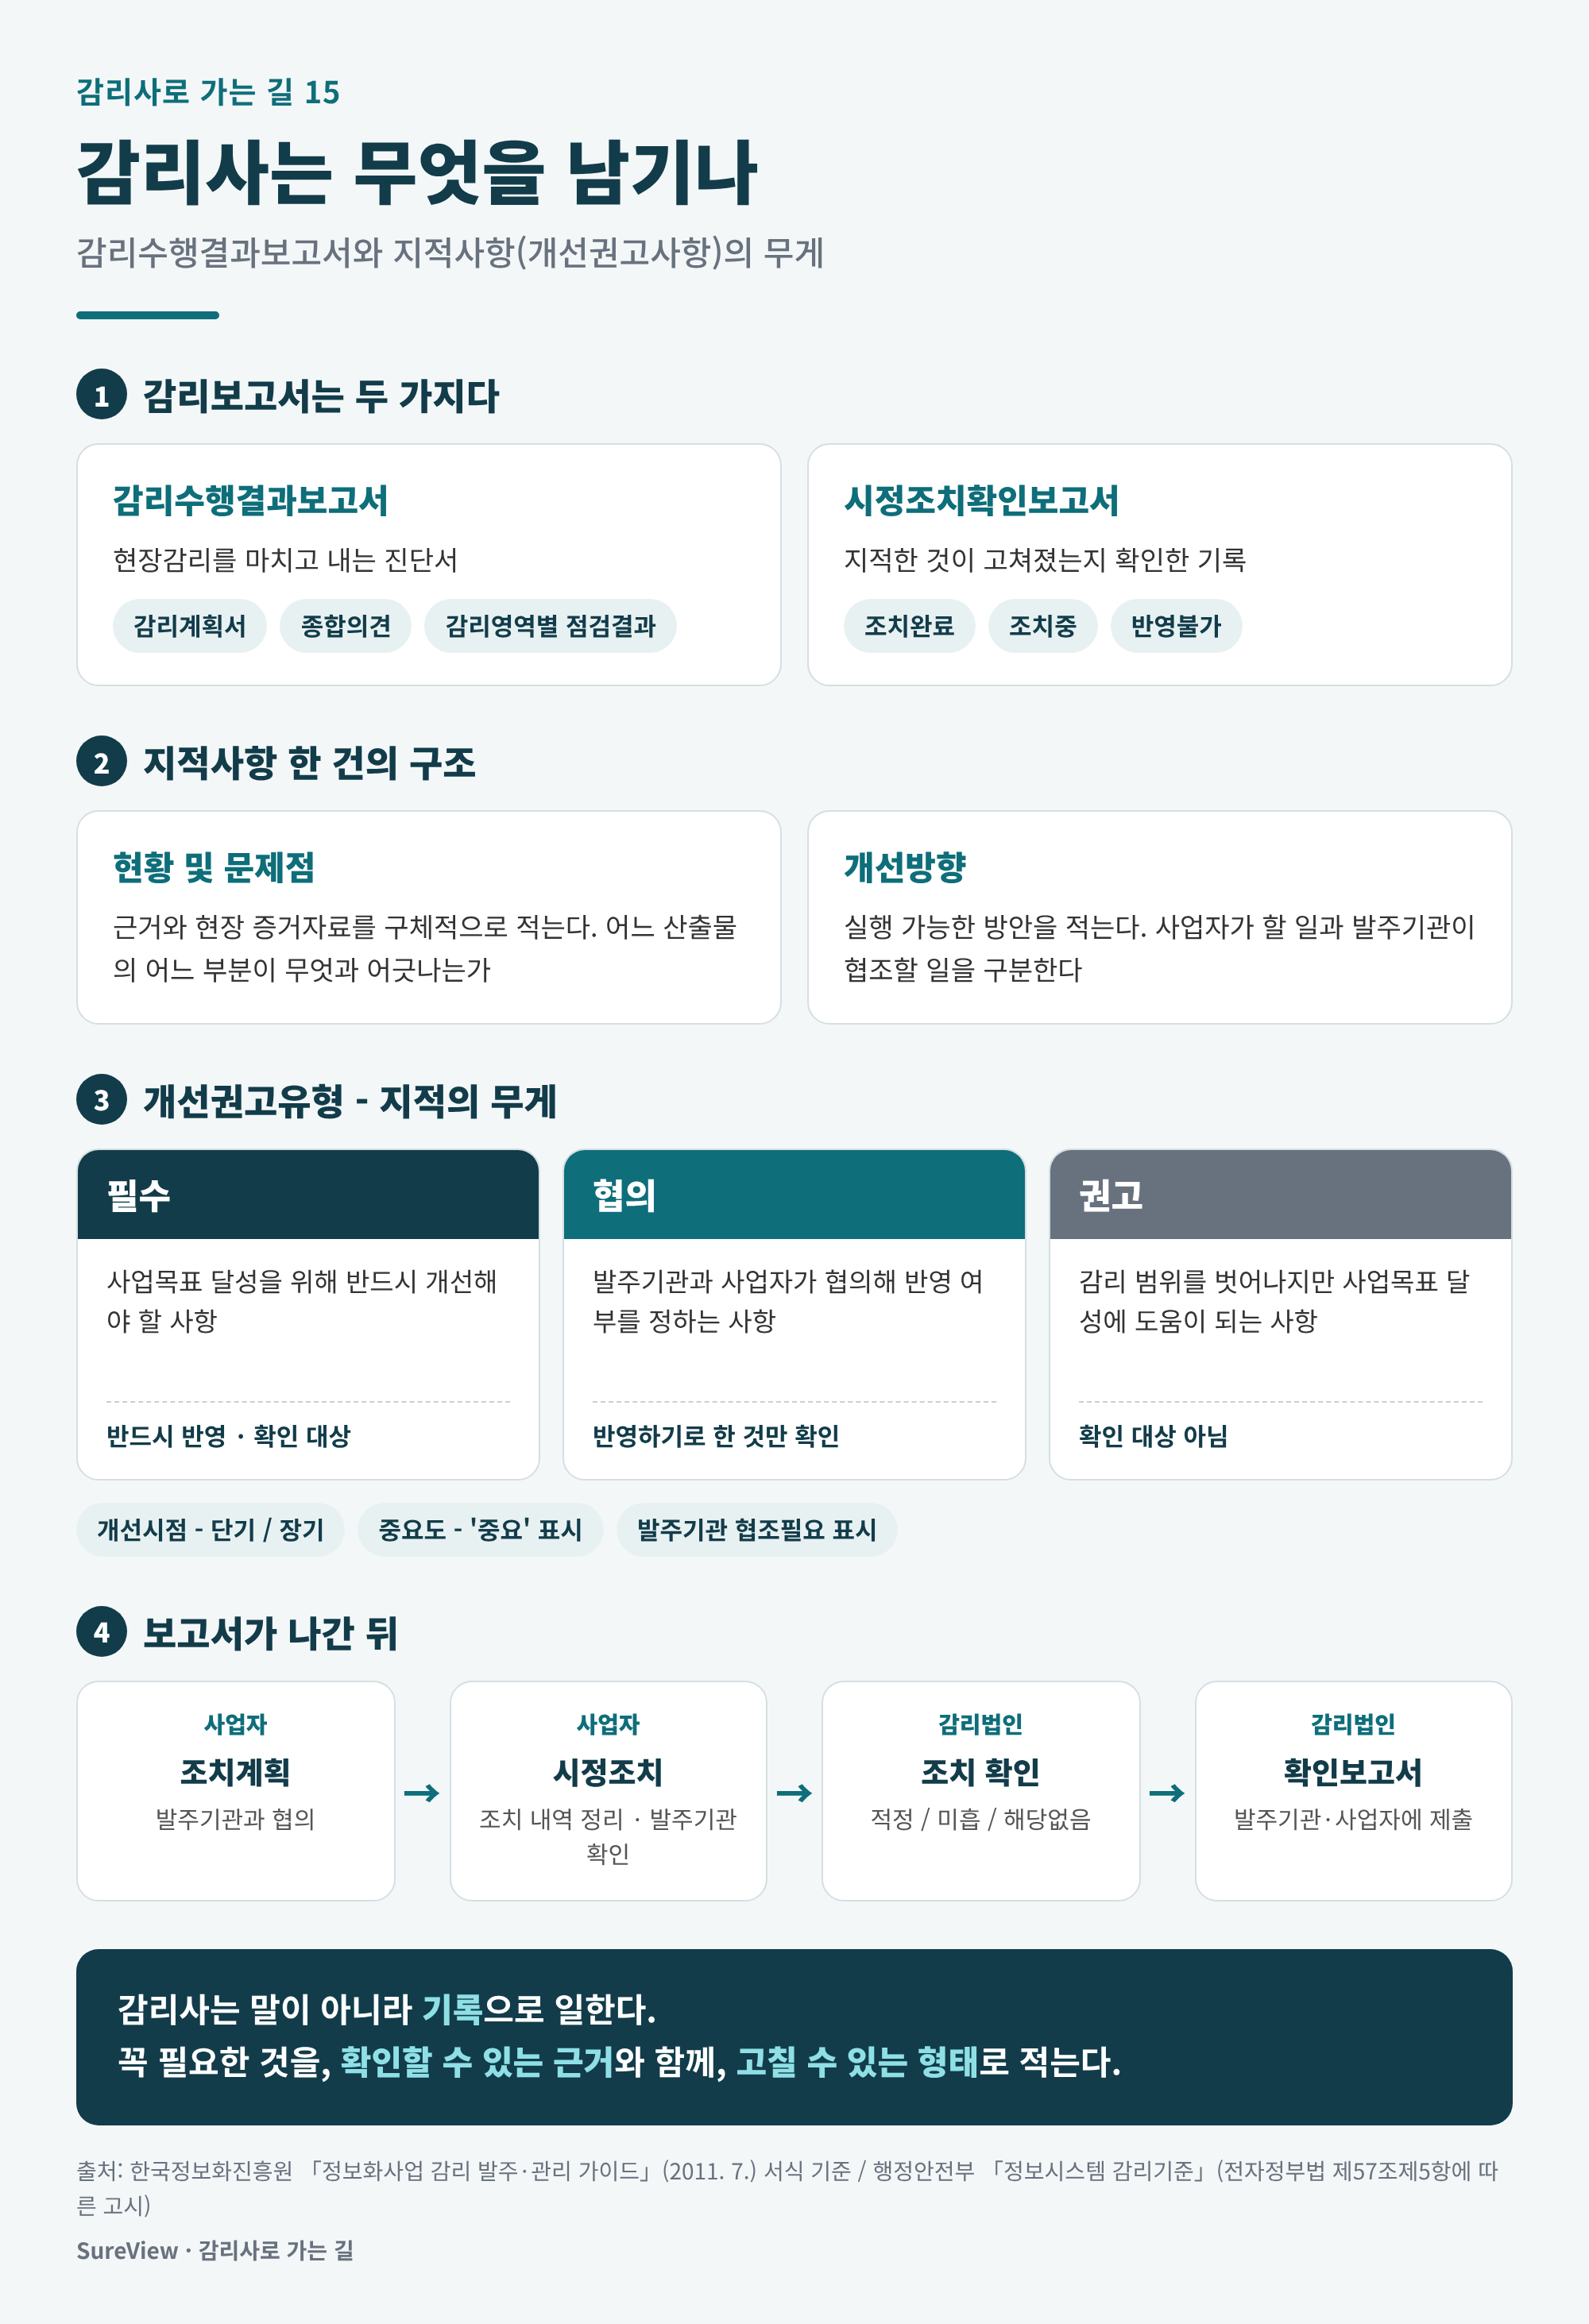 감리사로 가는 길 15
감리사는 무엇을 남기나
감리수행결과보고서와 지적사항(개선권고사항)의 무게
1 감리보고서는 두 가지다
감리수행결과보고서
현장감리를 마치고 내는 진단서
감리계획서 종합의견 감리영역별 점검결과
시정조치확인보고서
지적한 것이 고쳐졌는지 확인한 기록
조치완료 조치중 반영불가
2 지적사항 한 건의 구조
현황 및 문제점
근거와 현장 증거자료를 구체적으로 적는다. 어느 산출물
의 어느 부분이 무엇과 어긋나는가
개선방향
실행 가능한 방안을 적는다. 사업자가 할 일과 발주기관이
협조할 일을 구분한다
3 개선권고유형 - 지적의 무게
필수
사업목표 달성을 위해 반드시 개선해
야 할 사항
반드시 반영 · 확인 대상
협의
발주기관과 사업자가 협의해 반영 여
부를 정하는 사항
반영하기로 한 것만 확인
권고
감리 범위를 벗어나지만 사업목표 달
성에 도움이 되는 사항
확인 대상 아님
개선시점 - 단기 / 장기 중요도 - '중요' 표시 발주기관 협조필요 표시
4 보고서가 나간 뒤
사업자
조치계획
발주기관과 협의
→
사업자
시정조치
조치 내역 정리 · 발주기관
확인
→
감리법인
조치 확인
적정 / 미흡 / 해당없음
→
감리법인
확인보고서
발주기관·사업자에 제출
감리사는 말이 아니라 기록으로 일한다.
꼭 필요한 것을, 확인할 수 있는 근거와 함께, 고칠 수 있는 형태로 적는다.
출처: 한국정보화진흥원 「정보화사업 감리 발주·관리 가이드」(2011. 7.) 서식 기준 / 행정안전부 「정보시스템 감리기준」(전자정부법 제57조제5항에 따
른 고시)
SureView · 감리사로 가는 길